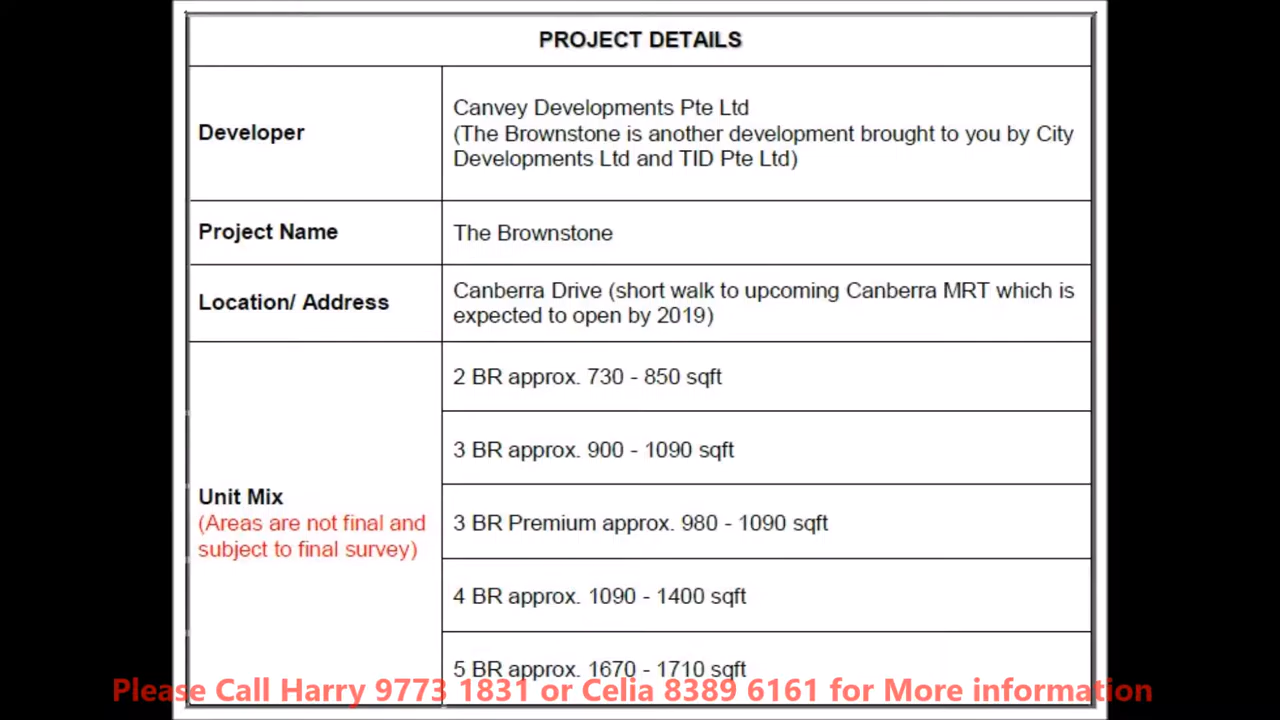 PROJECT DETAILS
Developer
Canvey Developments Pte Ltd
(The Brownstone is another development brought to you by City
Developments Ltd and TID Pte Ltd)
Project Name
The Brownstone
Location/ Address
Canberra Drive (short walk to upcoming Canberra MRT which is
expected to open by 2019)
Unit Mix
(Areas are not final and
subject to final survey)
2 BR approx. 730 - 850 sqft
3 BR approx. 900 - 1090 sqft
3 BR Premium approx. 980 - 1090 sqft
4 BR approx. 1090 - 1400 sqft
5 BR approx. 1670 - 1710 sqft
Please Call Harry 9773 1831 or Celia 8389 6161 for More information